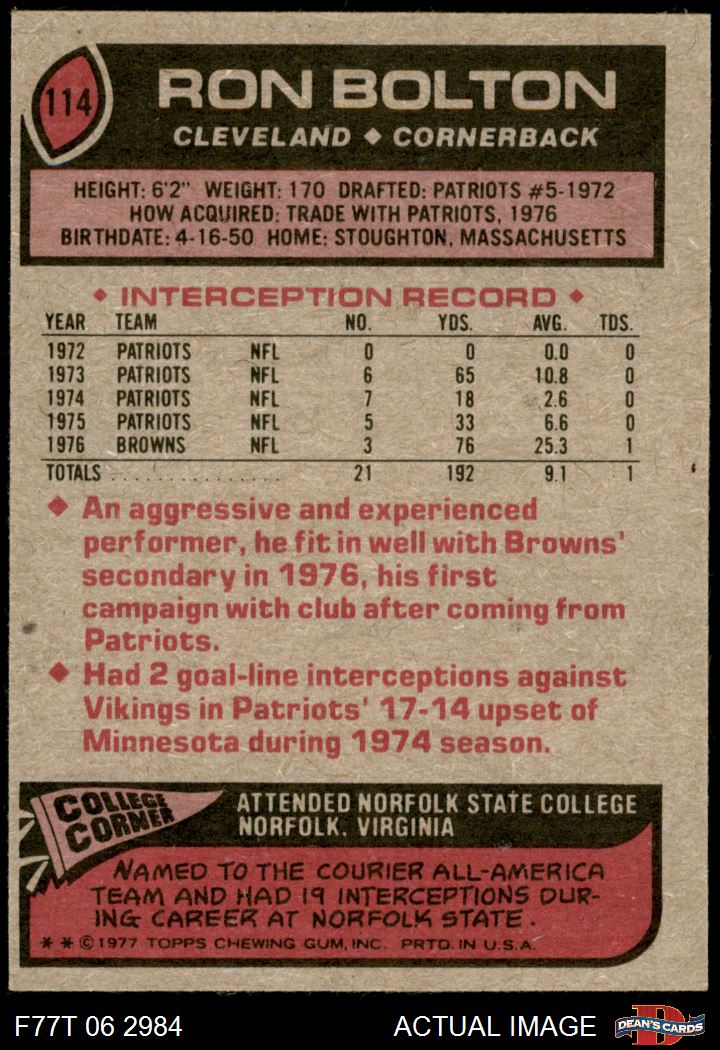 114
RON BOLTON
CLEVELAND ◆ CORNERBACK
HEIGHT: 6'2" WEIGHT: 170 DRAFTED: PATRIOTS #5-1972
HOW ACQUIRED: TRADE WITH PATRIOTS, 1976
BIRTHDATE: 4-16-50 HOME: STOUGHTON, MASSACHUSETTS
◆ INTERCEPTION RECORD ◆
YEAR TEAM NO. YDS. AVG. TDS.
1972 PATRIOTS NFL 0 0 0.0 0
1973 PATRIOTS NFL 6 65 10.8 0
1974 PATRIOTS NFL 7 18 2.6 0
1975 PATRIOTS NFL 5 33 6.6 0
1976 BROWNS NFL 3 76 25.3 1
TOTALS . . . . . . . . . . . . . . . 21 192 9.1 1
◆ An aggressive and experienced
performer, he fit in well with Browns'
secondary in 1976, his first
campaign with club after coming from
Patriots.
◆ Had 2 goal-line interceptions against
Vikings in Patriots' 17-14 upset of
Minnesota during 1974 season.
COLLEGE
CORNER
ATTENDED NORFOLK STATE COLLEGE
NORFOLK, VIRGINIA
NAMED TO THE COURIER ALL-AMERICA
TEAM AND HAD 19 INTERCEPTIONS DUR-
ING CAREER AT NORFOLK STATE.
* * © 1977 TOPPS CHEWING GUM, INC. PRTD. IN U.S.A.
F77T 06 2984 ACTUAL IMAGE
D
DEAN'S CARDS